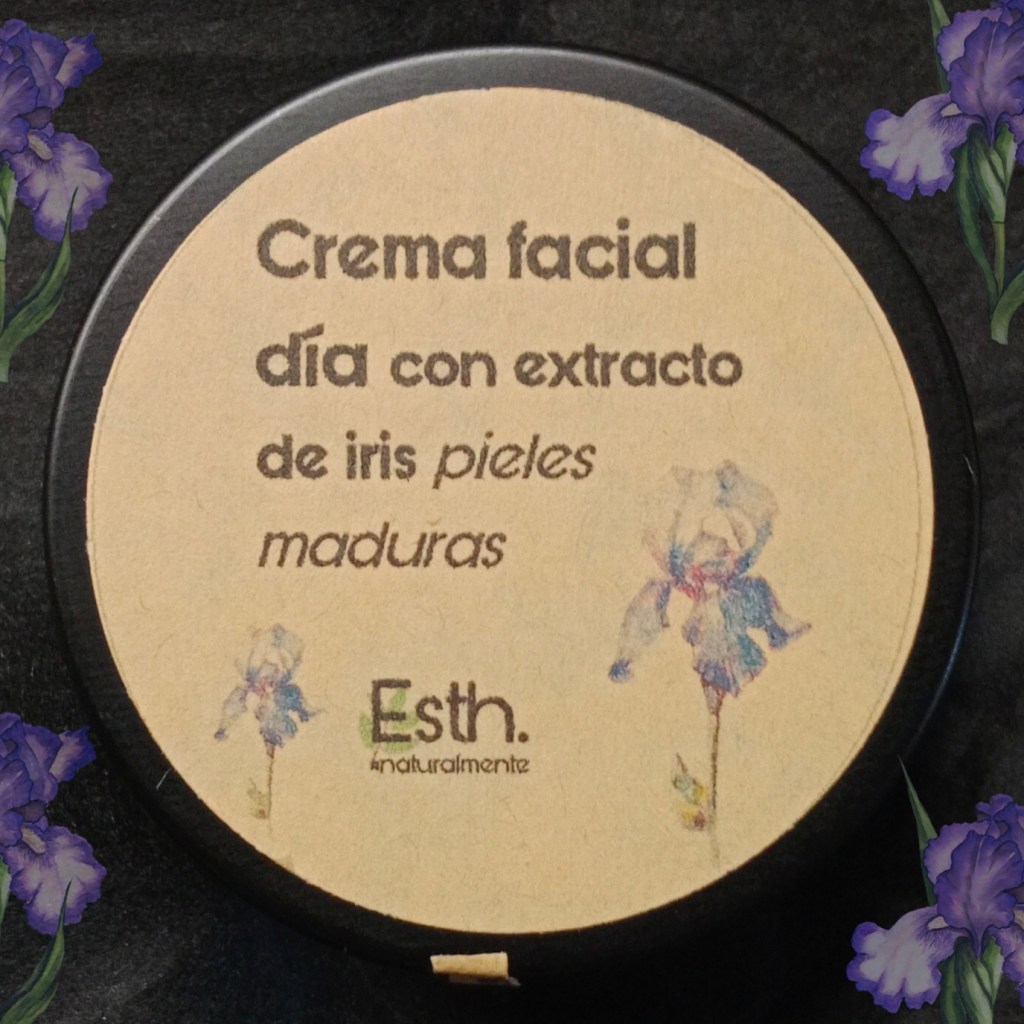 Crema facial
día con extracto
de iris pieles
maduras
Esth.
#naturalmente